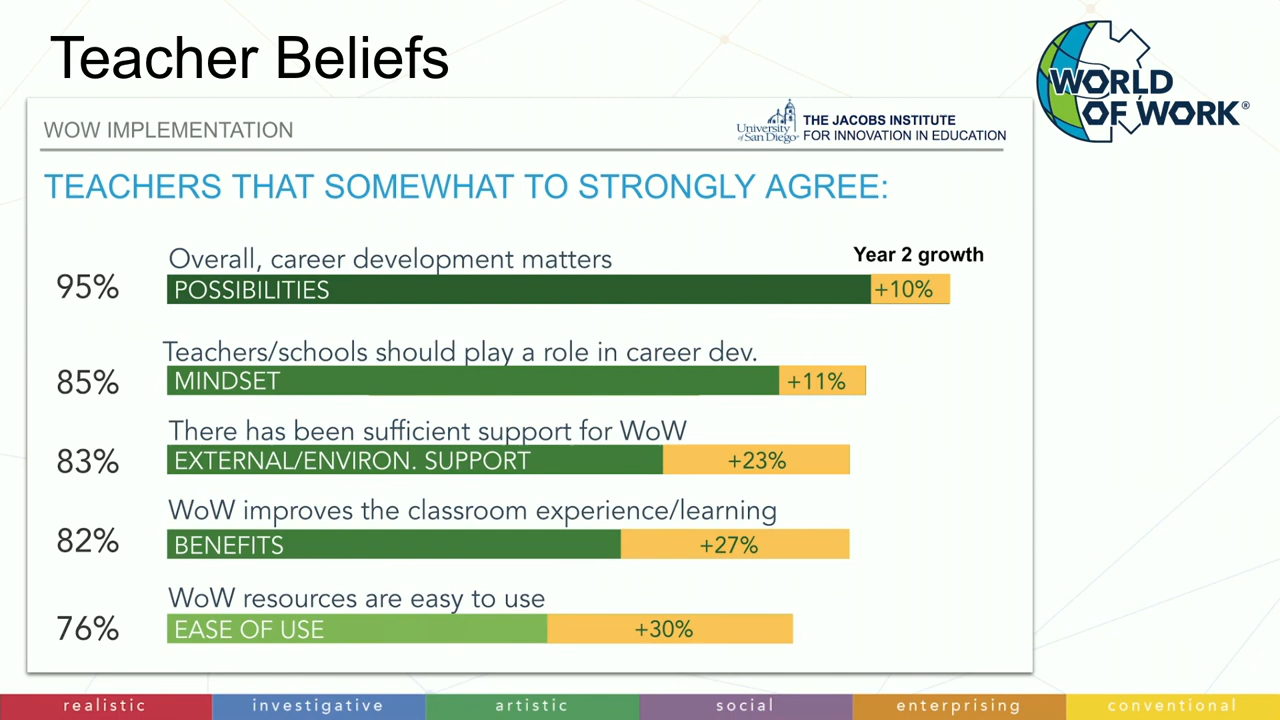 Teacher Beliefs
WORLD
OF WORK®
WOW IMPLEMENTATION
University
of San Diego®
THE JACOBS INSTITUTE
FOR INNOVATION IN EDUCATION
TEACHERS THAT SOMEWHAT TO STRONGLY AGREE:
Year 2 growth
Overall, career development matters
95%
POSSIBILITIES
+10%
Teachers/schools should play a role in career dev.
85%
MINDSET
+11%
There has been sufficient support for WoW
83%
EXTERNAL/ENVIRON. SUPPORT
+23%
WoW improves the classroom experience/learning
82%
BENEFITS
+27%
WoW resources are easy to use
76%
EASE OF USE
+30%
realistic
investigative
artistic
social
enterprising
conventional